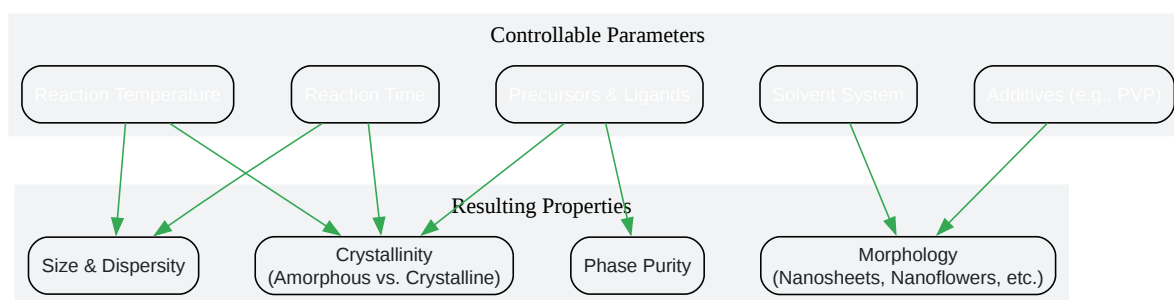 Controllable Parameters
Reaction Temperature
Reaction Time
Precursors & Ligands
Solvent System
Additives (e.g., PVP)
Resulting Properties
Size & Dispersity
Crystallinity
(Amorphous vs. Crystalline)
Phase Purity
Morphology
(Nanosheets, Nanoflowers, etc.)